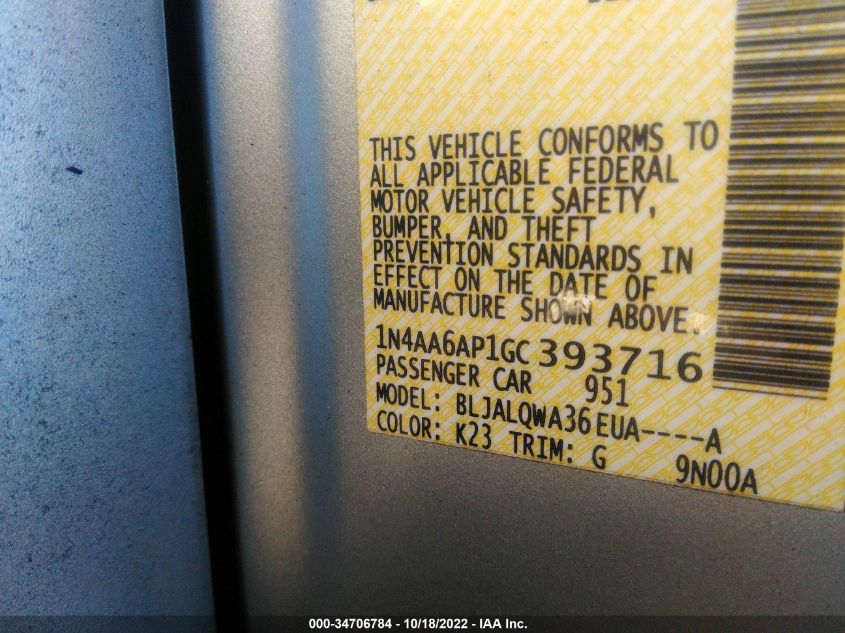 THIS VEHICLE CONFORMS TO
ALL APPLICABLE FEDERAL
MOTOR VEHICLE SAFETY,
BUMPER, AND THEFT
PREVENTION STANDARDS IN
EFFECT ON THE DATE OF
MANUFACTURE SHOWN ABOVE.
1N4AA6AP1GC393716
PASSENGER CAR 951
MODEL: BLJALQWA36EUA----A
COLOR: K23 TRIM: G 9N00A
000-34706784 - 10/18/2022 - IAA Inc.